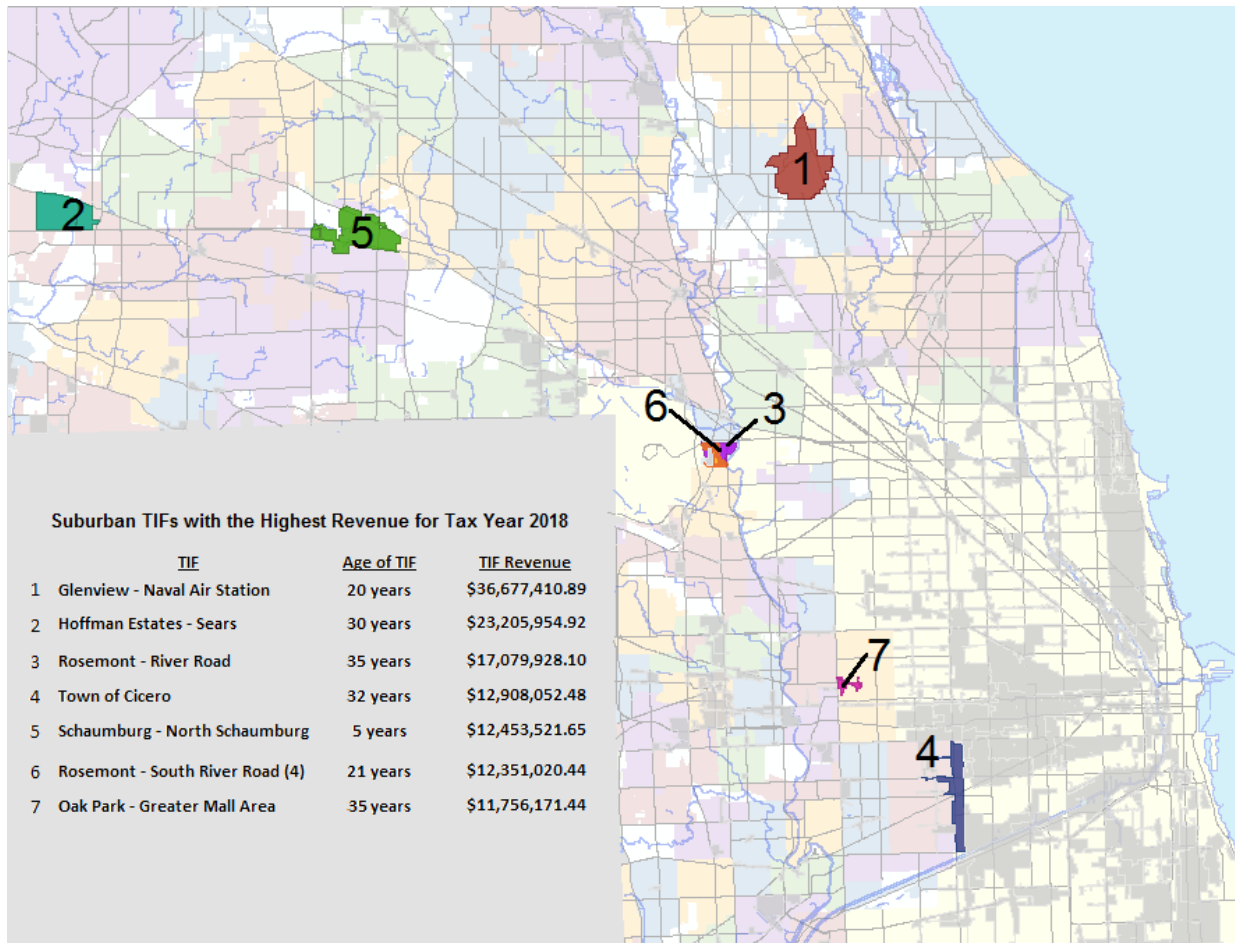 1
2
5
6
3
7
4
Suburban TIFs with the Highest Revenue for Tax Year 2018
TIF Age of TIF TIF Revenue
1 Glenview - Naval Air Station 20 years $36,677,410.89
2 Hoffman Estates - Sears 30 years $23,205,954.92
3 Rosemont - River Road 35 years $17,079,928.10
4 Town of Cicero 32 years $12,908,052.48
5 Schaumburg - North Schaumburg 5 years $12,453,521.65
6 Rosemont - South River Road (4) 21 years $12,351,020.44
7 Oak Park - Greater Mall Area 35 years $11,756,171.44